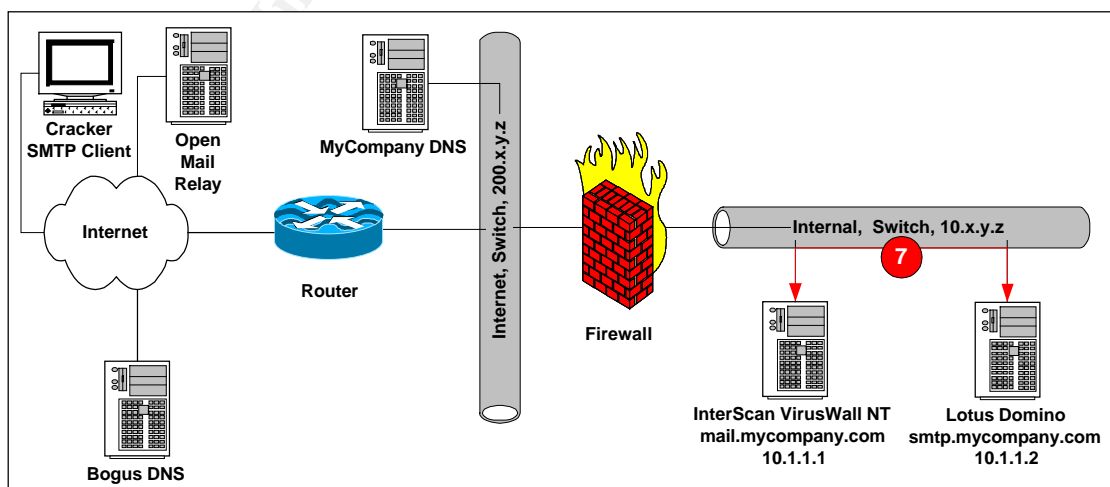 Cracker
SMTP Client
Open
Mail
Relay
MyCompany DNS
Internet
Router
Internet, Switch, 200.x.y.z
Firewall
Internal, Switch, 10.x.y.z
7
InterScan VirusWall NT
mail.mycompany.com
10.1.1.1
Lotus Domino
smtp.mycompany.com
10.1.1.2
Bogus DNS